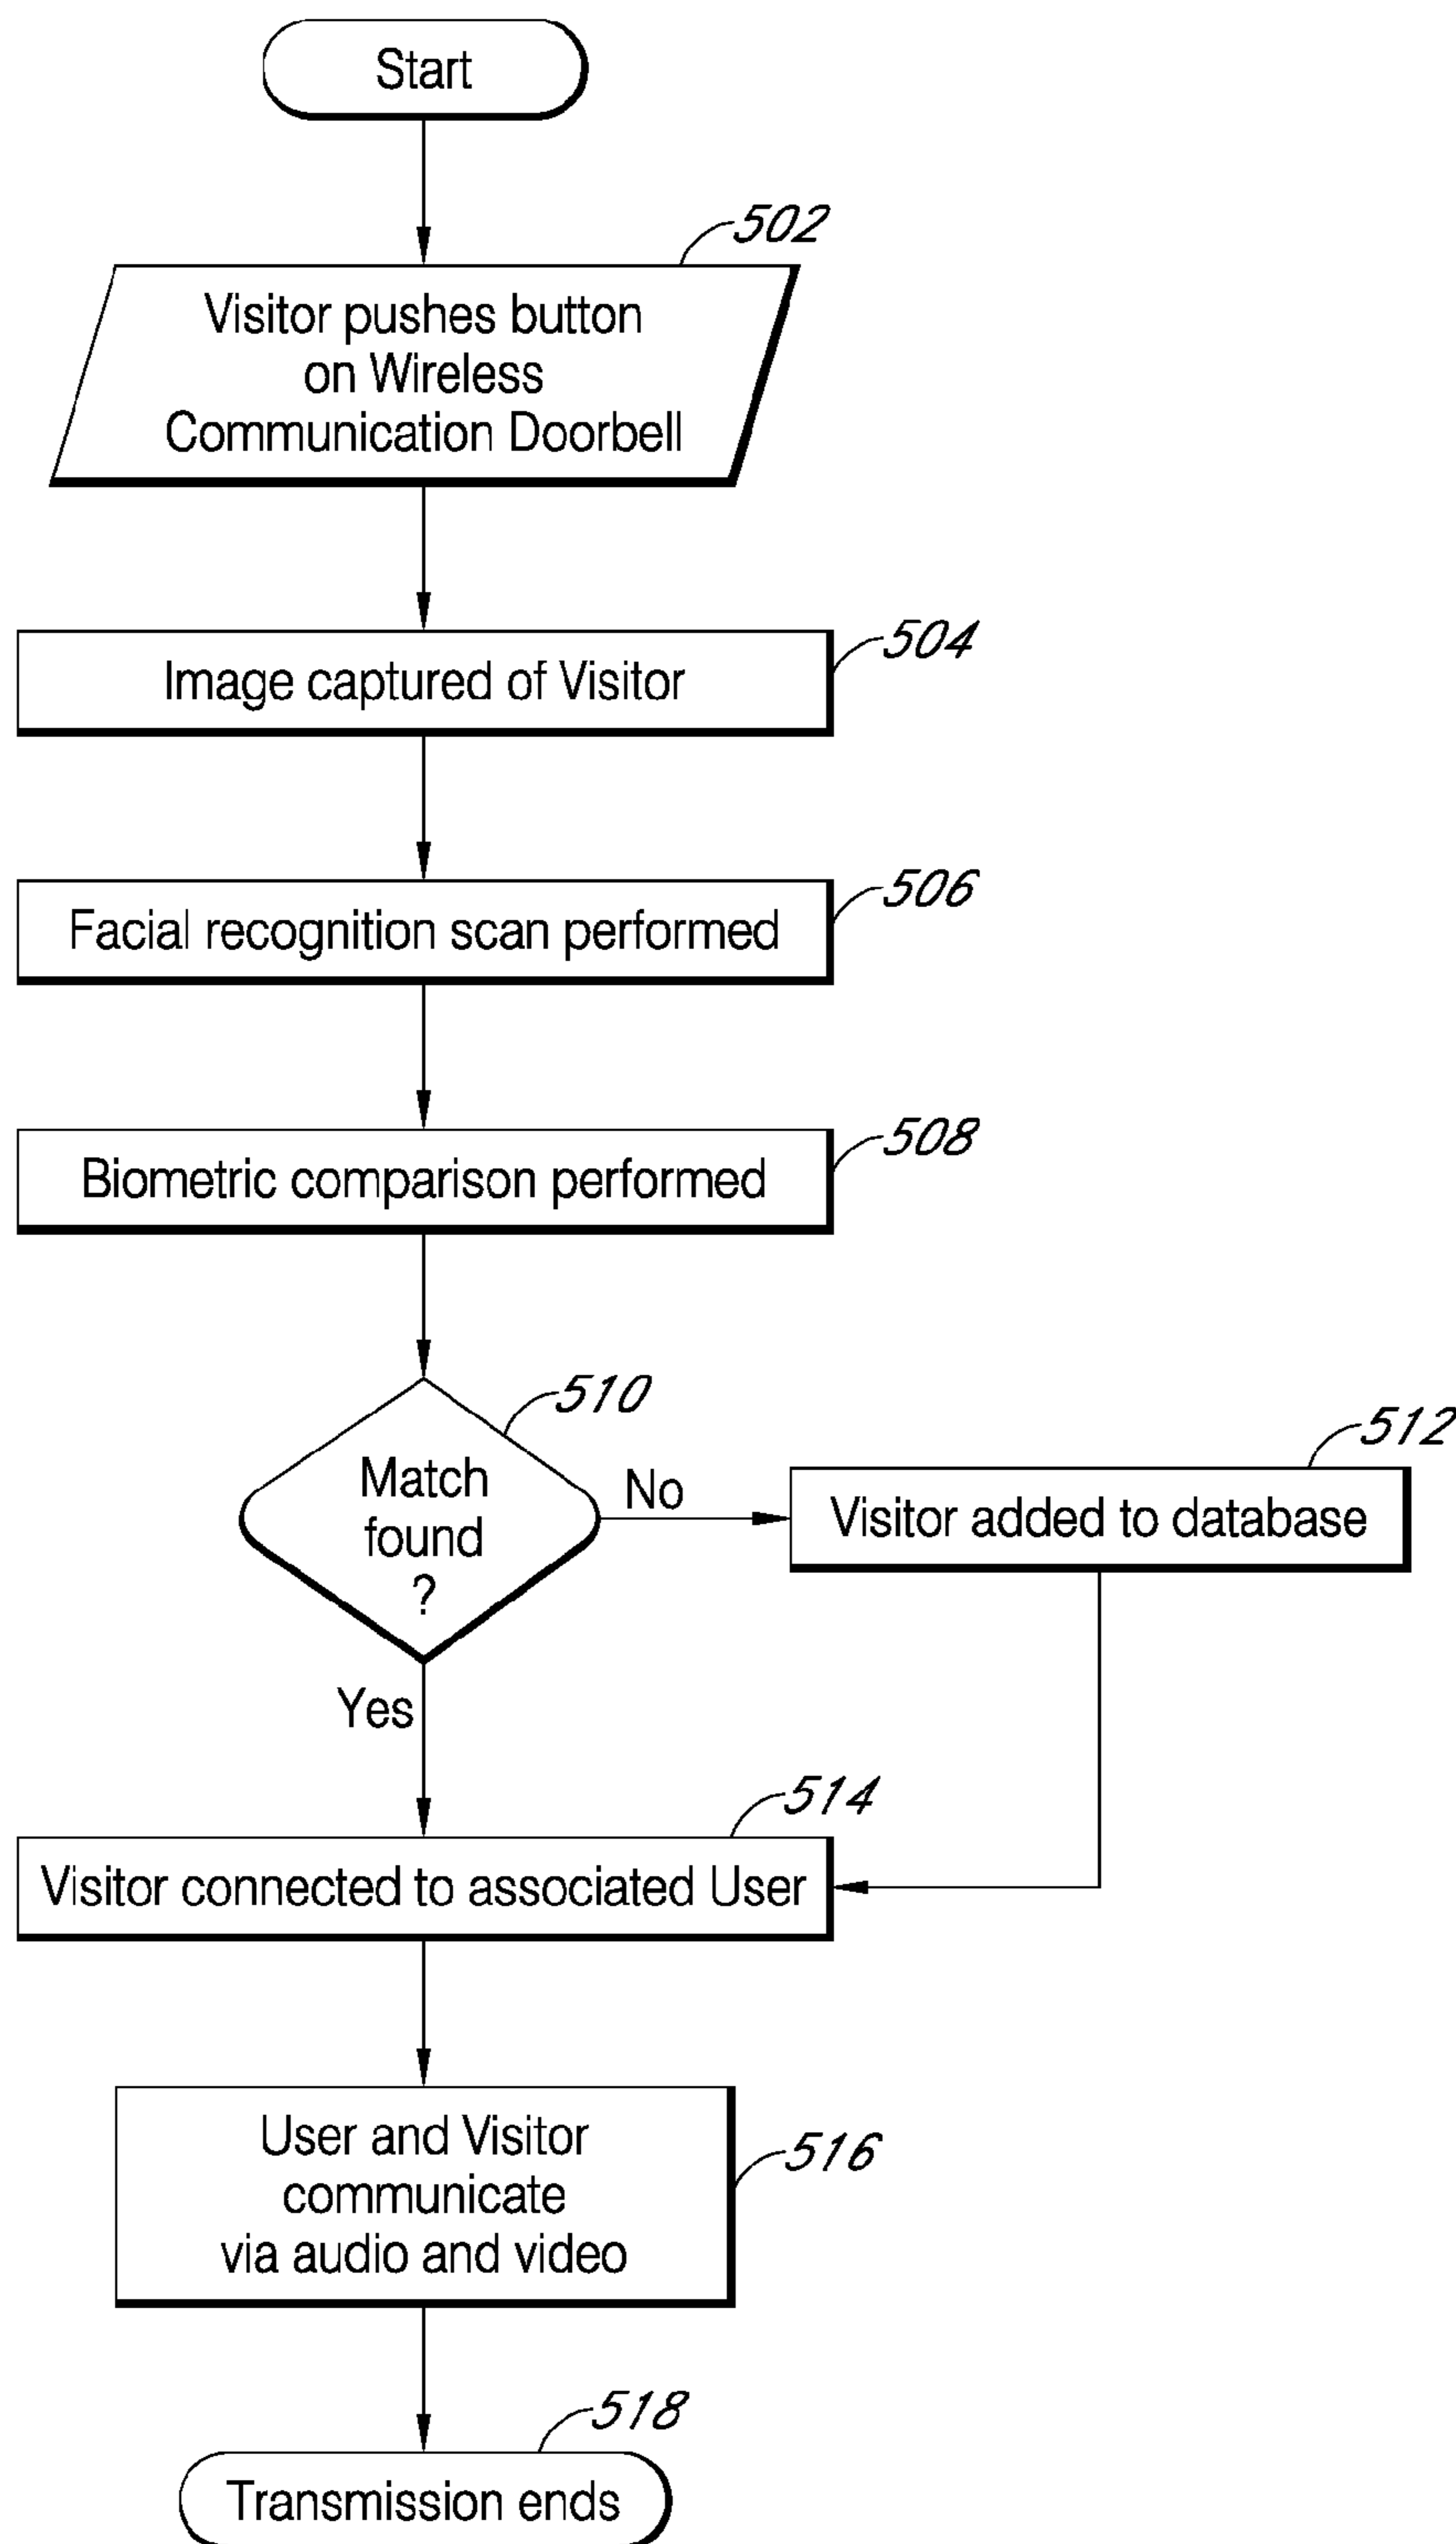 Start
502
Visitor pushes button
on Wireless
Communication Doorbell
504
Image captured of Visitor
506
Facial recognition scan performed
508
Biometric comparison performed
510
Match
found
?
No
512
Visitor added to database
Yes
514
Visitor connected to associated User
User and Visitor
communicate
via audio and video
516
518
Transmission ends